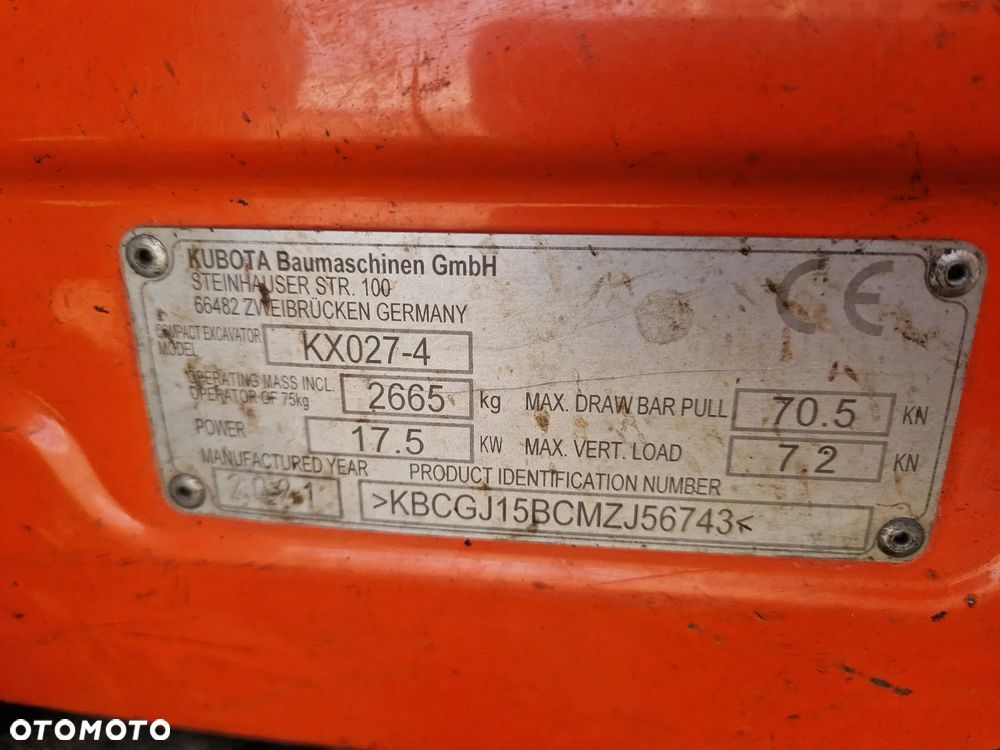 KUBOTA Baumaschinen GmbH
STEINHAUSER STR. 100
66482 ZWEIBRÜCKEN GERMANY
CE
COMPACT EXCAVATOR
MODEL
KX027-4
OPERATING MASS INCL.
OPERATOR OF 75kg
2665 kg
MAX. DRAW BAR PULL 70.5 KN
POWER 17.5 KW
MAX. VERT. LOAD 7.2 KN
MANUFACTURED YEAR
2021
PRODUCT IDENTIFICATION NUMBER
>KBCGJ15BCMZJ56743<
OTOMOTO